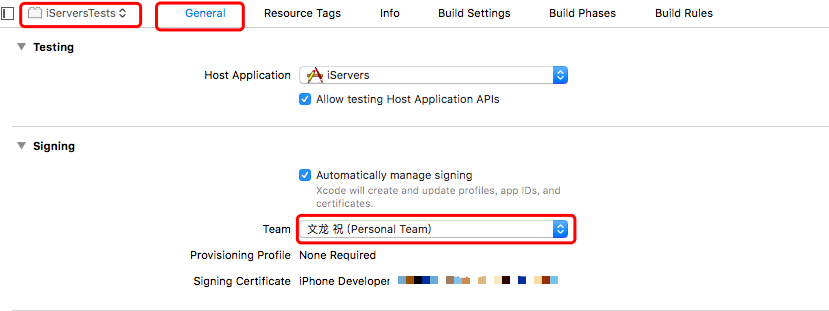 iServersTests General Resource Tags Info Build Settings Build Phases Build Rules
Testing
Host Application iServers
Allow testing Host Application APIs
Signing
Automatically manage signing
Xcode will create and update profiles, app IDs, and
certificates.
Team 文龙 祝 (Personal Team)
Provisioning Profile None Required
Signing Certificate iPhone Developer